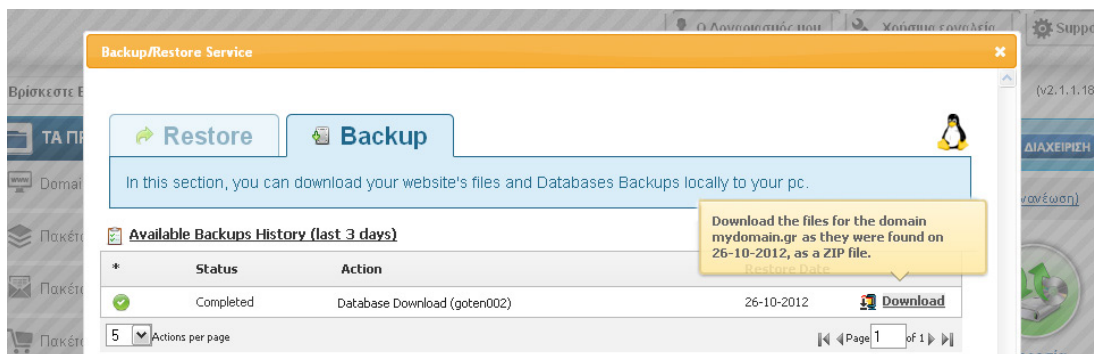 Ο Λογαριασμός μου
Χρήσιμα εργαλεία
Suppo
Backup/Restore Service
Βρίσκεστε Ε
(v2.1.1.18
Restore
Backup
ΤΑ ΠΡ
ΔΙΑΧΕΙΡΙΣΗ
In this section, you can download your website's files and Databases Backups locally to your pc.
Domai
νανέωση)
Download the files for the domain
mydomain.gr as they were found on
26-10-2012, as a ZIP file.
Πακέτο
Available Backups History (last 3 days)
* Status Action Restore Date
Πακέτο
Completed Database Download (goten002) 26-10-2012 Download
5 Actions per page Page 1 of 1
Πακέτο